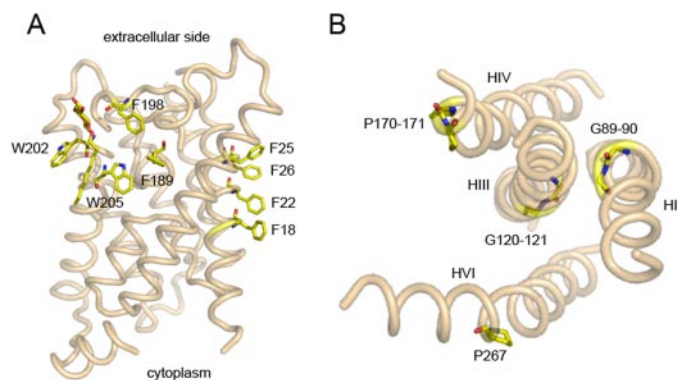 A
extracellular side
F198
W202
W205
F189
F25
F26
F22
F18
cytoplasm
B
HIV
P170-171
G89-90
HIII
HI
G120-121
HVI
P267